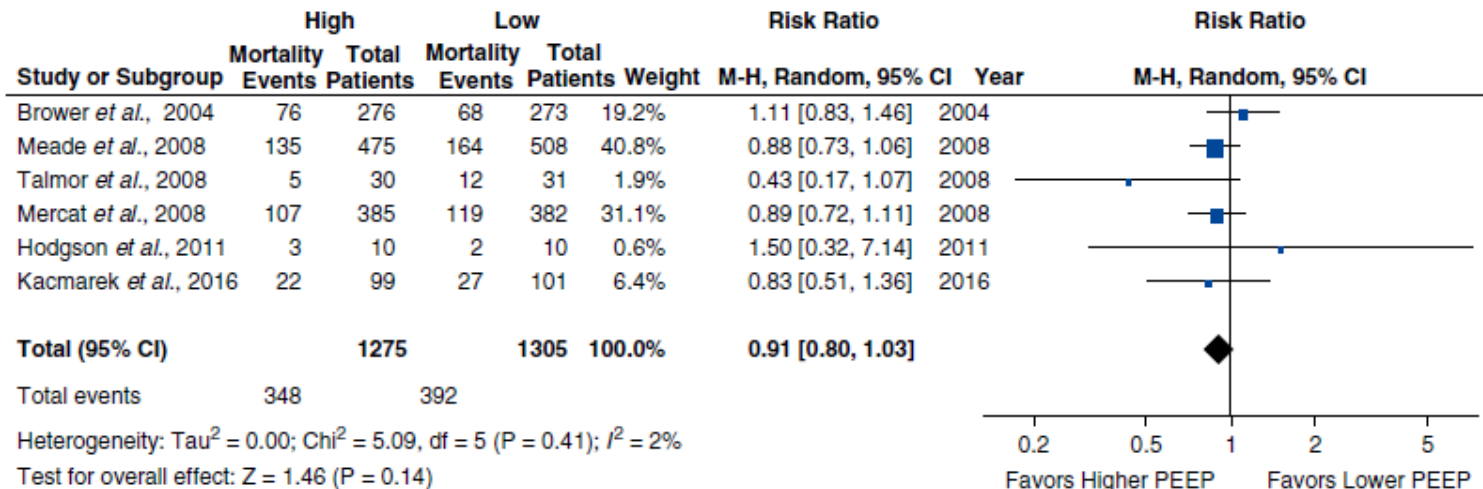 High Low Risk Ratio Risk Ratio
Mortality Total Mortality Total
Study or Subgroup Events Patients Events Patients Weight M-H, Random, 95% CI Year M-H, Random, 95% CI
Brower et al., 2004 76 276 68 273 19.2% 1.11 [0.83, 1.46] 2004
Meade et al., 2008 135 475 164 508 40.8% 0.88 [0.73, 1.06] 2008
Talmor et al., 2008 5 30 12 31 1.9% 0.43 [0.17, 1.07] 2008
Mercat et al., 2008 107 385 119 382 31.1% 0.89 [0.72, 1.11] 2008
Hodgson et al., 2011 3 10 2 10 0.6% 1.50 [0.32, 7.14] 2011
Kacmarek et al., 2016 22 99 27 101 6.4% 0.83 [0.51, 1.36] 2016
Total (95% CI) 1275 1305 100.0% 0.91 [0.80, 1.03]
Total events 348 392
Heterogeneity: Tau² = 0.00; Chi² = 5.09, df = 5 (P = 0.41); I² = 2%
Test for overall effect: Z = 1.46 (P = 0.14)
0.2 0.5 1 2 5
Favors Higher PEEP Favors Lower PEEP